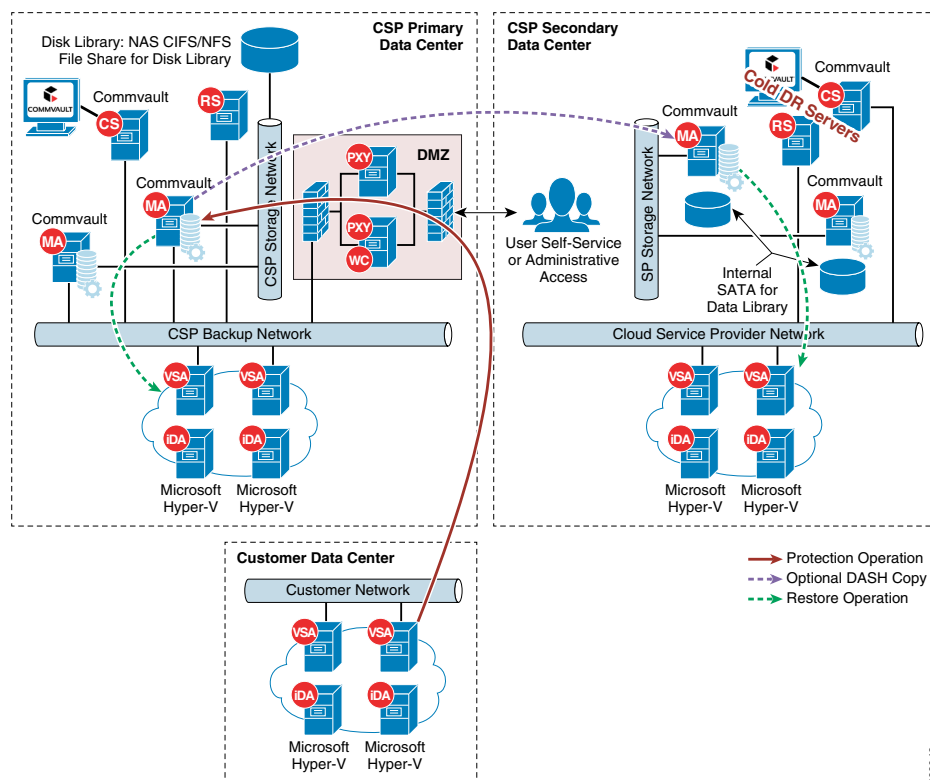 CSP Primary
Data Center
Disk Library: NAS CIFS/NFS
File Share for Disk Library
COMMVAULT
Commvault
CS
RS
CSP Storage Network
DMZ
PXY
PXY
WC
Commvault
MA
Commvault
MA
CSP Backup Network
VSA
VSA
iDA
iDA
Microsoft
Hyper-V
Microsoft
Hyper-V
User Self-Service
or Administrative
Access
CSP Secondary
Data Center
COMMVAULT
Commvault
CS
Cold DR Servers
RS
Commvault
MA
SP Storage Network
Commvault
MA
Internal
SATA for
Data Library
Cloud Service Provider Network
VSA
VSA
iDA
iDA
Microsoft
Hyper-V
Microsoft
Hyper-V
Customer Data Center
Customer Network
VSA
VSA
iDA
iDA
Microsoft
Hyper-V
Microsoft
Hyper-V
Protection Operation
Optional DASH Copy
Restore Operation